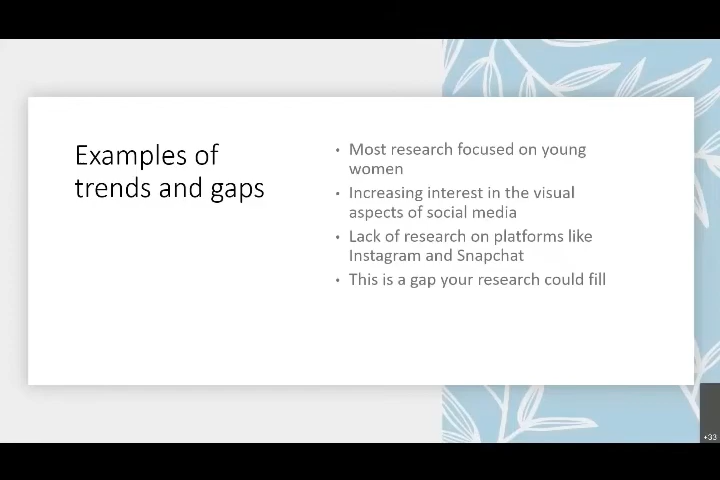 Examples of
trends and gaps
• Most research focused on young
women
• Increasing interest in the visual
aspects of social media
• Lack of research on platforms like
Instagram and Snapchat
• This is a gap your research could fill
+33